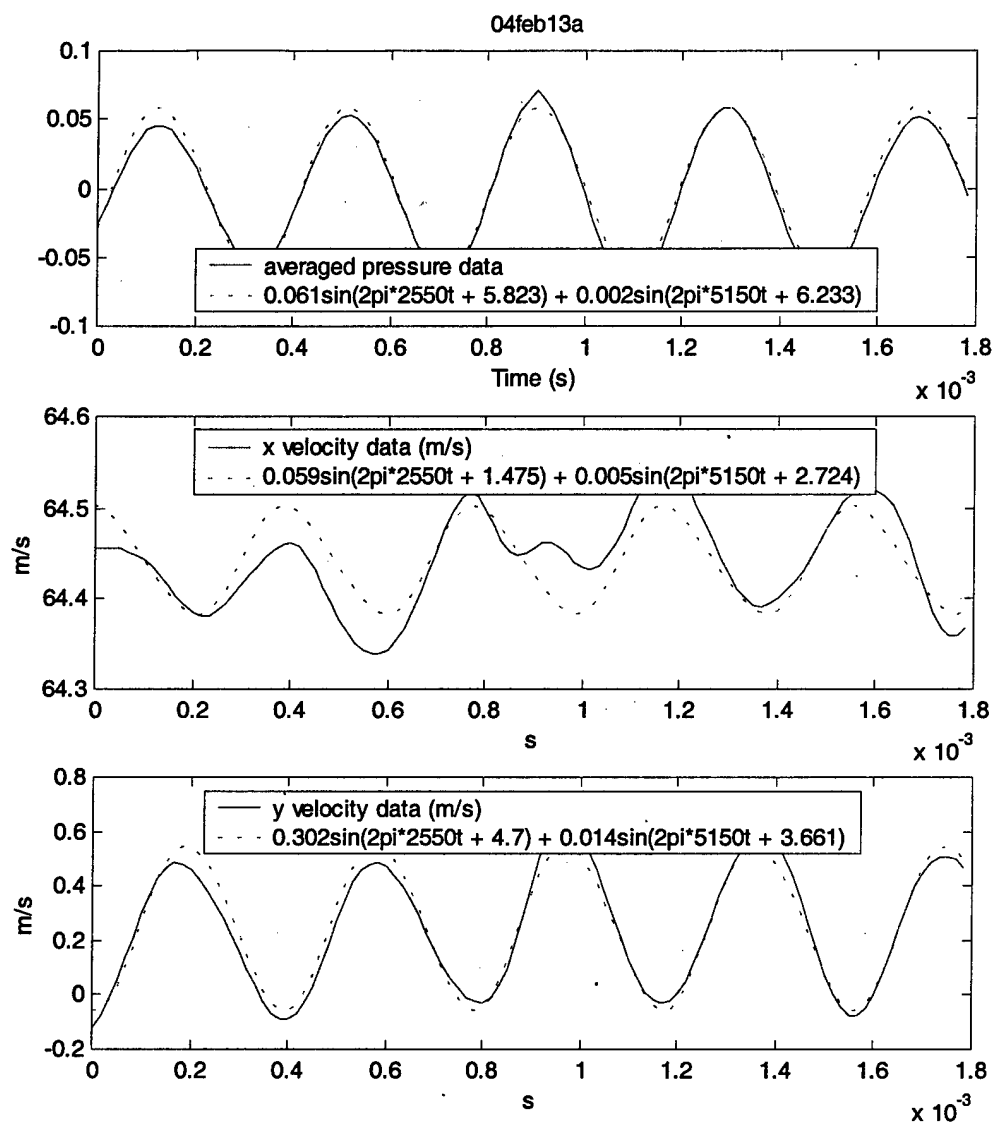 04feb13a
0.1
0.05
0
-0.05
-0.1
averaged pressure data
0.061sin(2pi*2550t + 5.823) + 0.002sin(2pi*5150t + 6.233)
0 0.2 0.4 0.6 0.8 1 1.2 1.4 1.6 1.8
Time (s)
x 10-3
64.6
64.5
64.4
64.3
m/s
x velocity data (m/s)
0.059sin(2pi*2550t + 1.475) + 0.005sin(2pi*5150t + 2.724)
0 0.2 0.4 0.6 0.8 1 1.2 1.4 1.6 1.8
s
x 10-3
0.8
0.6
0.4
0.2
0
-0.2
m/s
y velocity data (m/s)
0.302sin(2pi*2550t + 4.7) + 0.014sin(2pi*5150t + 3.661)
0 0.2 0.4 0.6 0.8 1 1.2 1.4 1.6 1.8
s
x 10-3